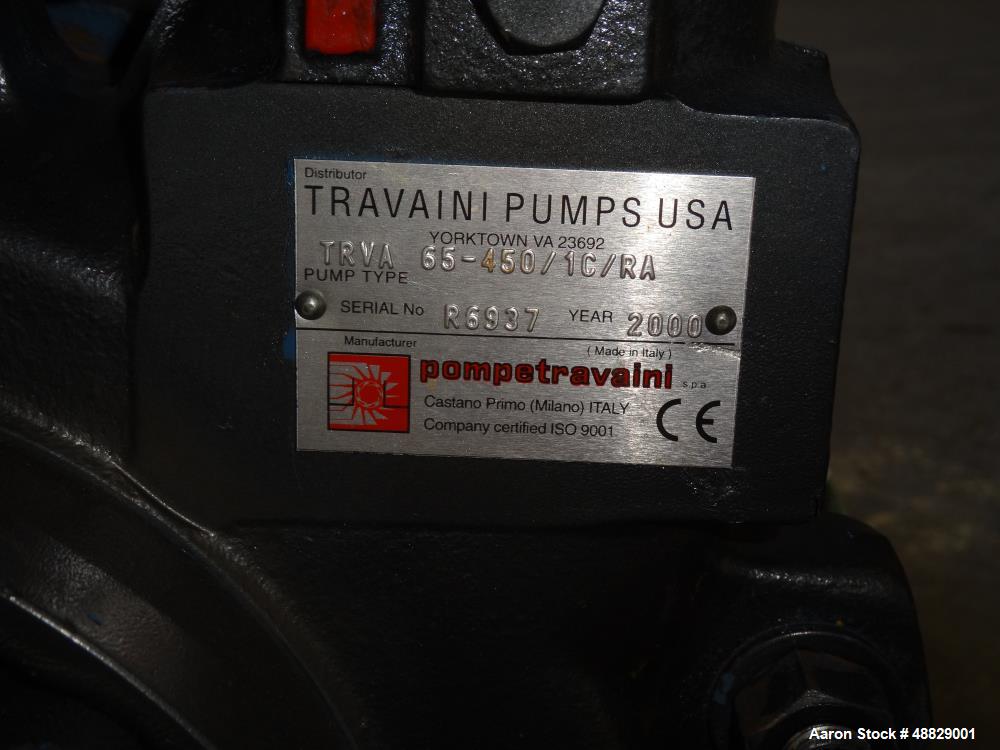 Distributor
TRAVAINI PUMPS USA
YORKTOWN VA 23692
TRVA 65-450/1C/RA
PUMP TYPE
SERIAL No R6937 YEAR 2000
Manufacturer (Made in Italy)
pompetravaini s.p.a
Castano Primo (Milano) ITALY CE
Company certified ISO 9001
Aaron Stock # 48829001